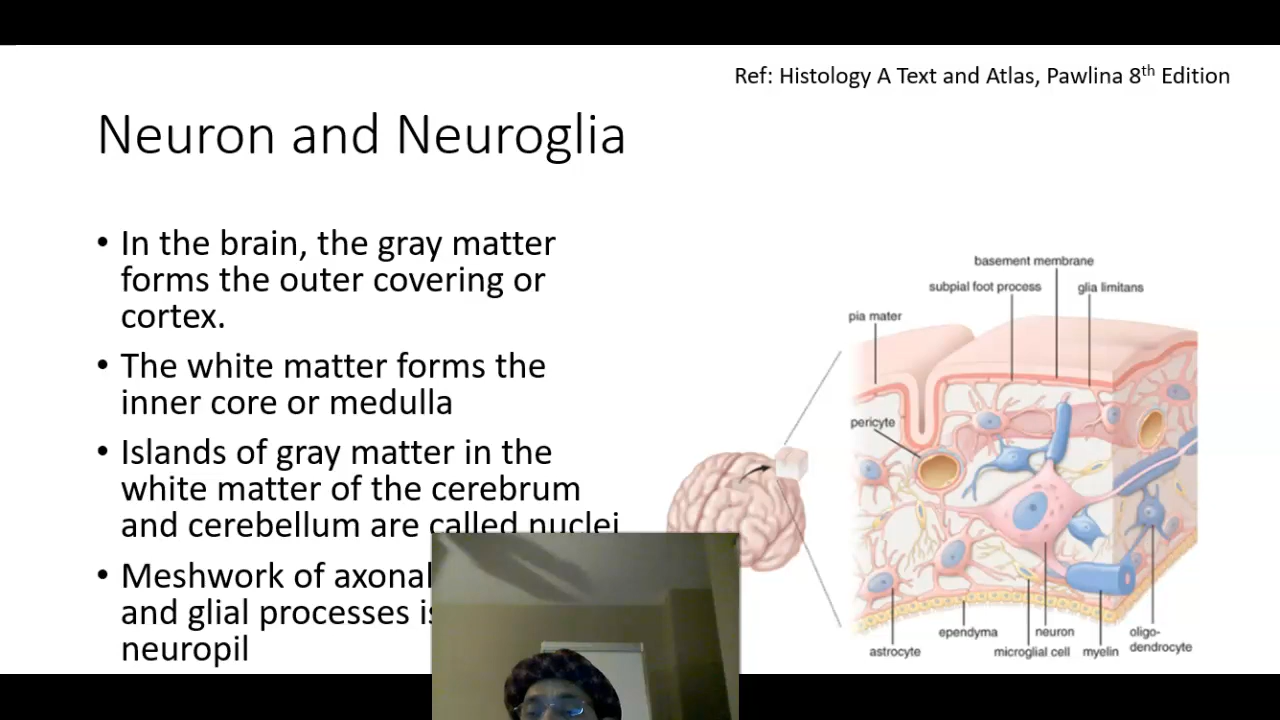 Ref: Histology A Text and Atlas, Pawlina 8th Edition
Neuron and Neuroglia
• In the brain, the gray matter
forms the outer covering or
cortex.
• The white matter forms the
inner core or medulla
• Islands of gray matter in the
white matter of the cerebrum
and cerebellum are called nuclei
• Meshwork of axonal
and glial processes is
neuropil
basement membrane
subpial foot process
glia limitans
pia mater
pericyte
ependyma
neuron
oligo-
dendrocyte
astrocyte
microglial cell
myelin